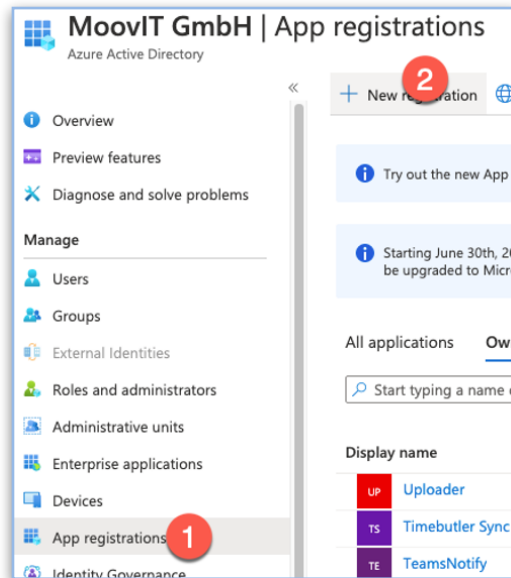 MoovIT GmbH | App registrations
Azure Active Directory
«
Overview
Preview features
Diagnose and solve problems
Manage
Users
Groups
External Identities
Roles and administrators
Administrative units
Enterprise applications
Devices
App registrations
1
Identity Governance
2
New registration
Try out the new App
Starting June 30th, 20
be upgraded to Micr
All applications
Ow
Start typing a name
Display name
UP Uploader
TS Timebutler Sync
TE TeamsNotify